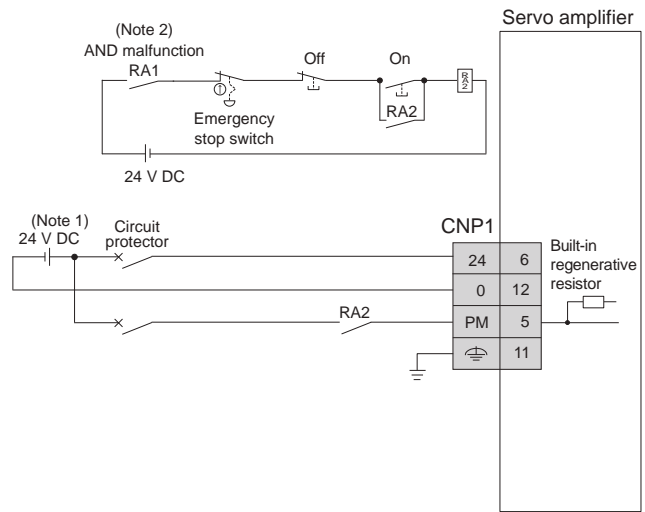 Servo amplifier
(Note 2)
AND malfunction
RA1
Off
On
RA2
RA2
Emergency
stop switch
24 V DC
(Note 1)
24 V DC
Circuit
protector
CNP1
24 6
0 12
RA2
PM 5
11
Built-in
regenerative
resistor